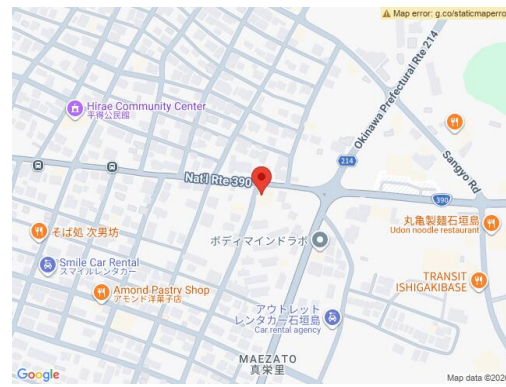 Map error: g.co/staticmaperro
Okinawa Prefectural Rte 214
Hirae Community Center
平得公民館
214
Sangyo Rd
Nat'l Rte 390
390
丸亀製麺石垣島
Udon noodle restaurant
そば処 次男坊
ボディマインドラボ
Smile Car Rental
スマイルレンタカー
TRANSIT
ISHIGAKIBASE
Amond Pastry Shop
アモンド洋菓子店
アウトレット
レンタカー石垣島
Car rental agency
MAEZATO
真栄里
Google
Map data ©2026